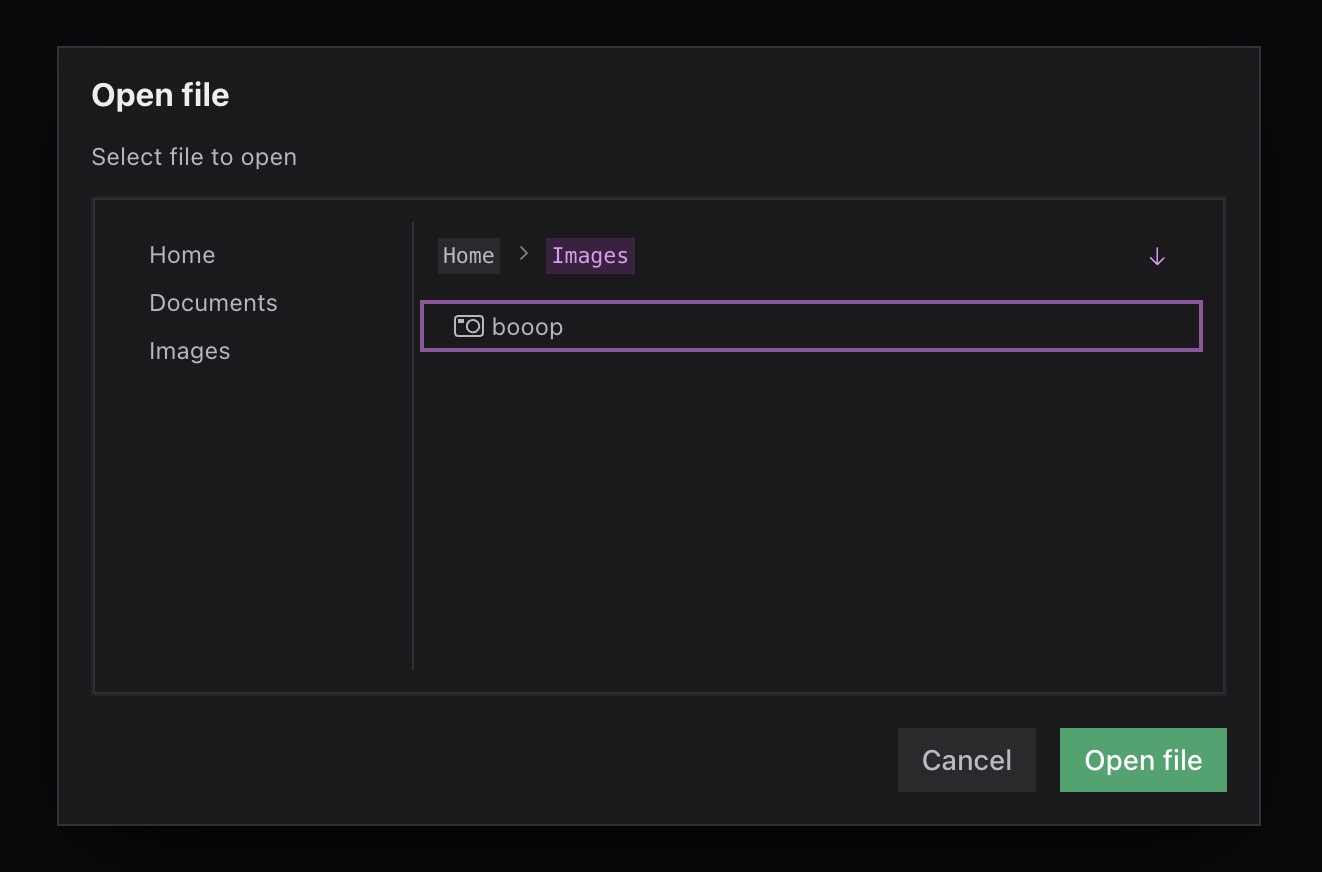 Open file
Select file to open
Home
Documents
Images
Home > Images
booop
Cancel
Open file